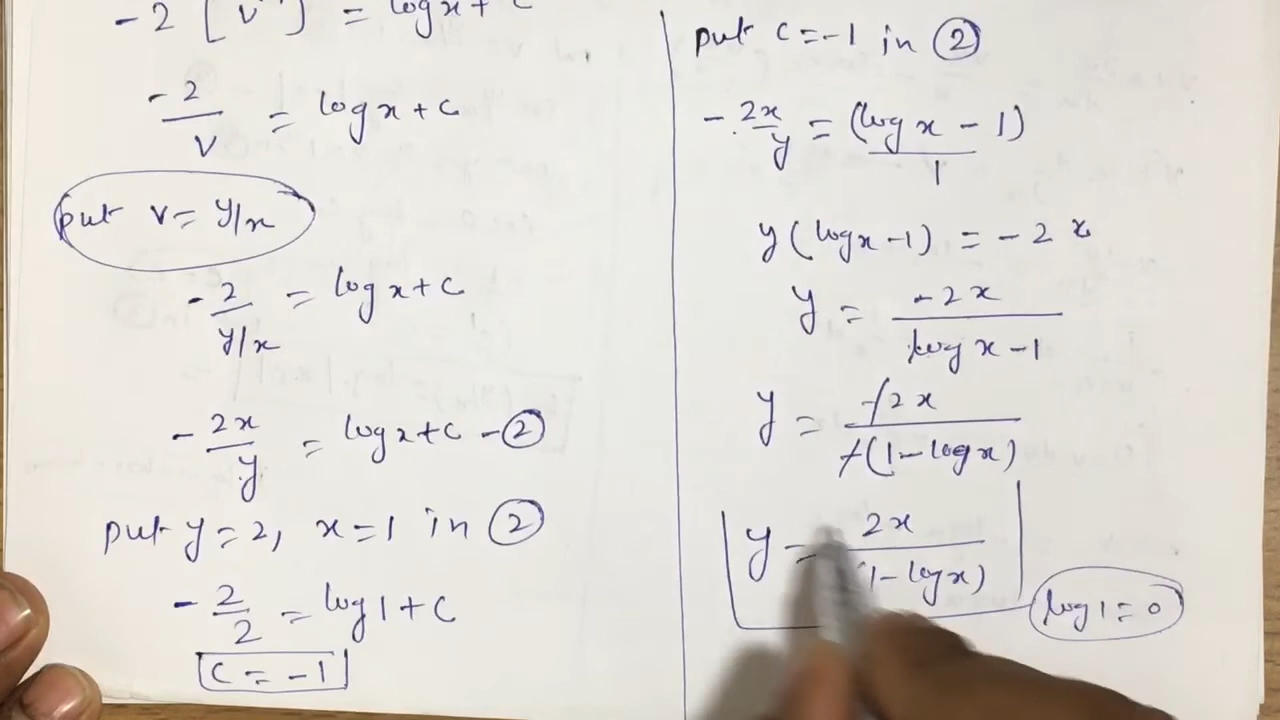 -2 [v ] = log x + c
-2/v = log x + c
put v = y/x
-2/(y/x) = log x + c
-2x/y = log x + c - ②
put y = 2, x = 1 in ②
-2/2 = log 1 + c
c = -1
put c = -1 in ②
-2x/y = (log x - 1)/1
y (log x - 1) = -2x
y = -2x/(log x - 1)
y = -2x/-(1 - log x)
y = 2x/(1 - log x)
log 1 = 0